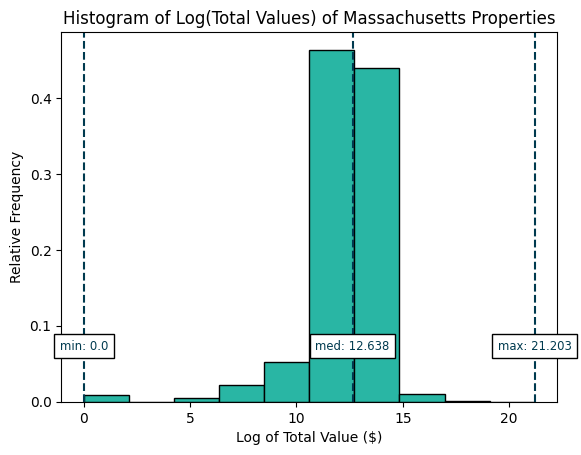 Histogram of Log(Total Values) of Massachusetts Properties
Relative Frequency
0.4
0.3
0.2
0.1
0.0
min: 0.0
med: 12.638
max: 21.203
0
5
10
15
20
Log of Total Value ($)